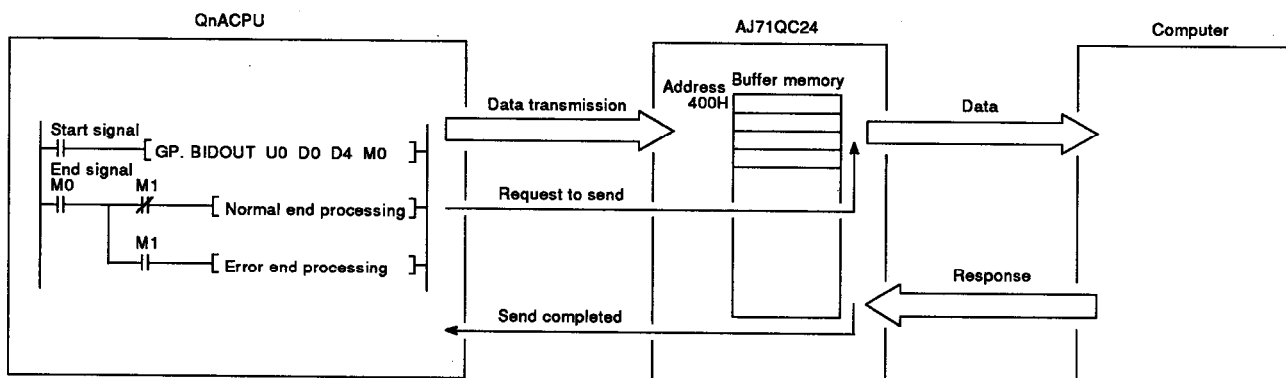 QnACPU
AJ71QC24
Computer
Address
400H
Buffer memory
Data transmission
Data
Start signal
GP. BIDOUT U0 D0 D4 M0
End signal
M0
M1
Normal end processing
Request to send
M1
Error end processing
Response
Send completed